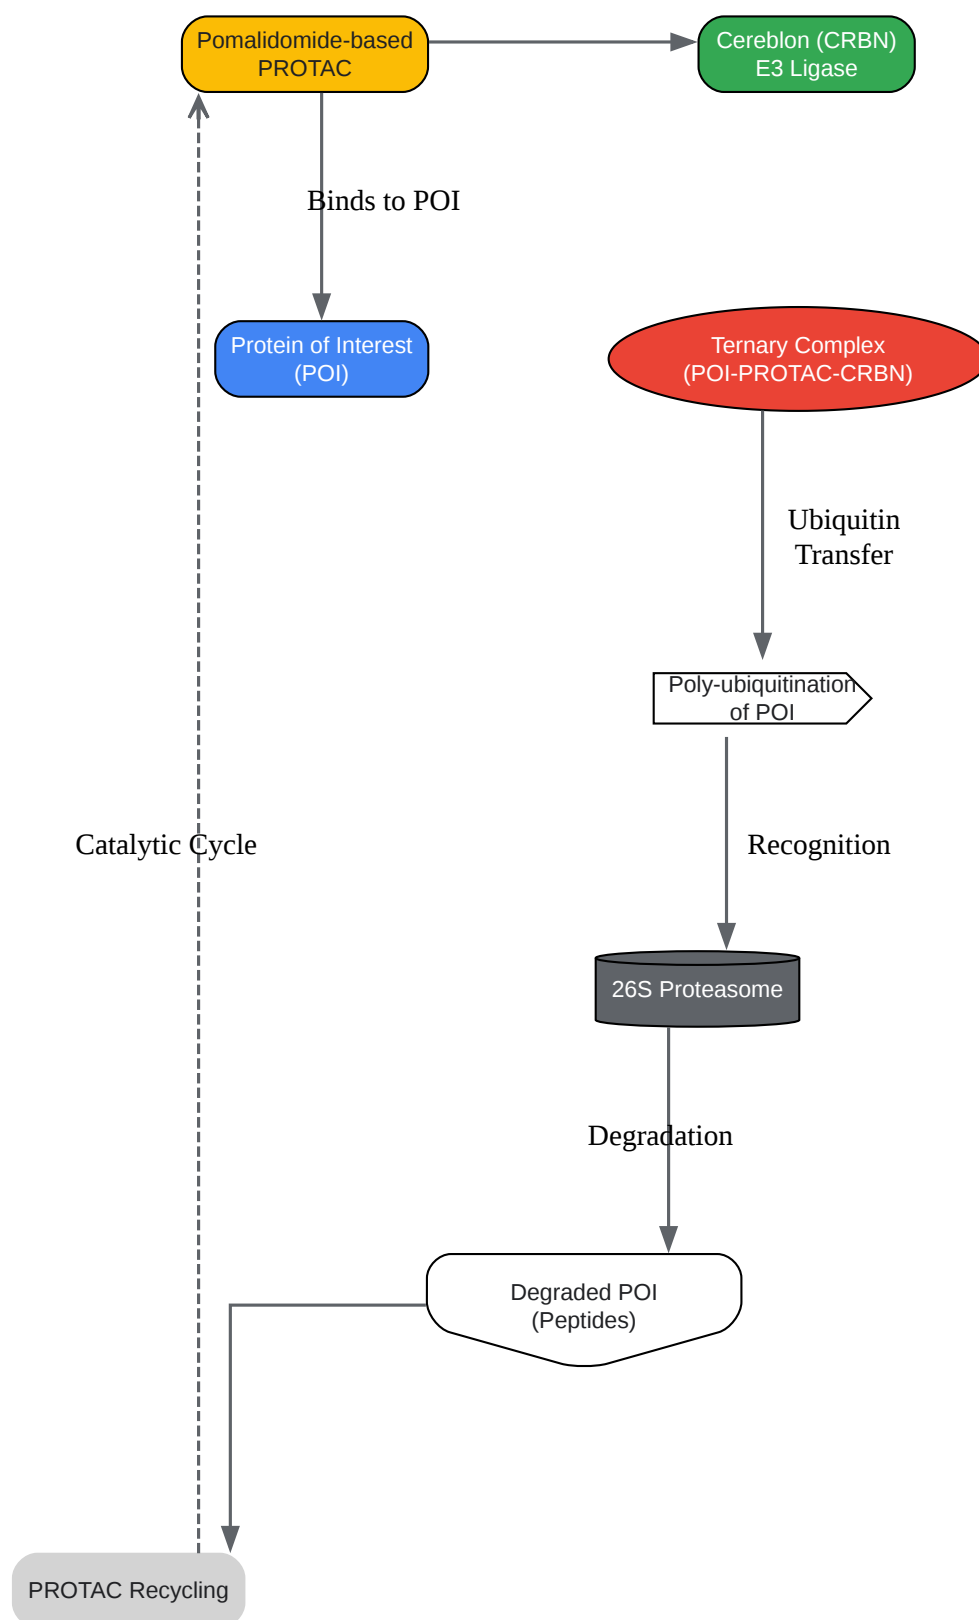 Pomalidomide-based
PROTAC
Cereblon (CRBN)
E3 Ligase
Binds to POI
Protein of Interest
(POI)
Ternary Complex
(POI-PROTAC-CRBN)
Ubiquitin
Transfer
Poly-ubiquitination
of POI
Catalytic Cycle
Recognition
26S Proteasome
Degradation
Degraded POI
(Peptides)
PROTAC Recycling